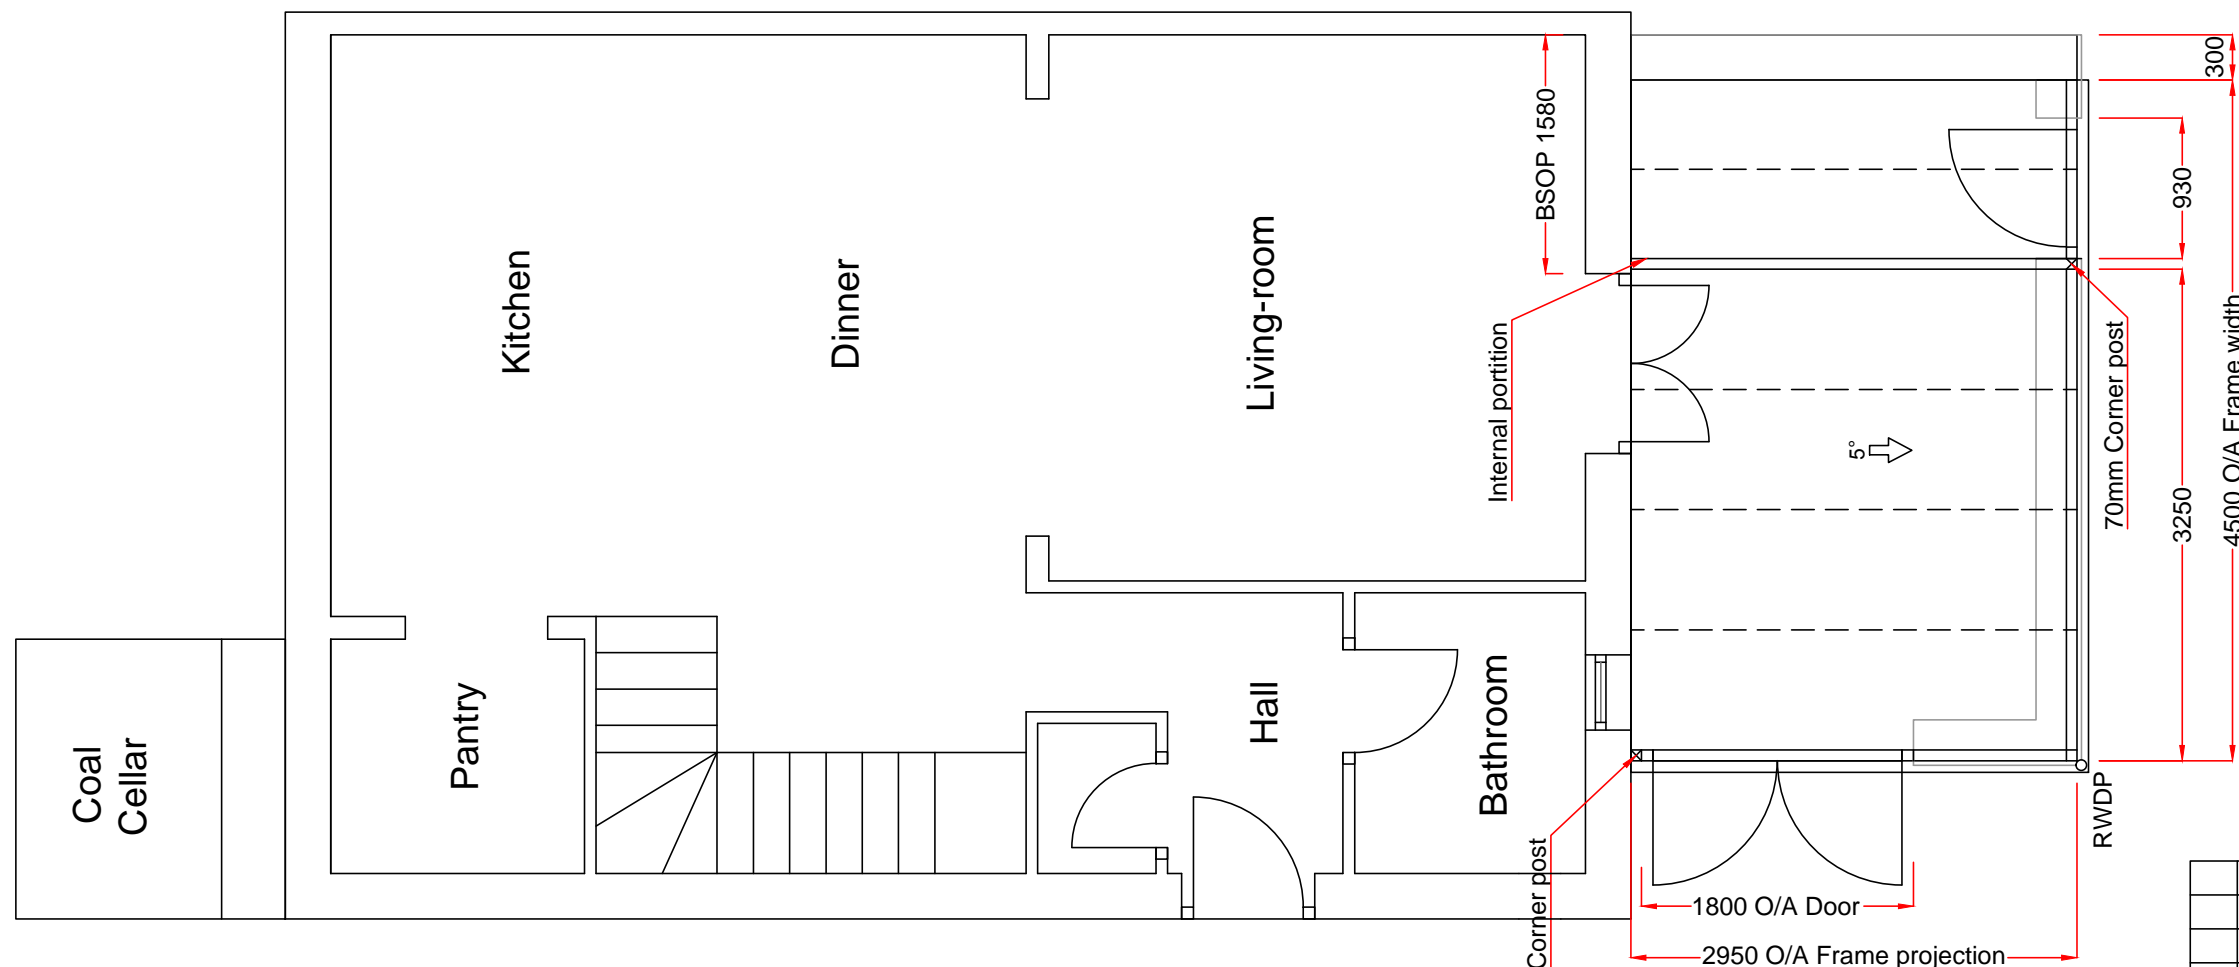 Coal
Cellar
Pantry
Kitchen
Dinner
Living-room
Hall
Bathroom
BSOP 1580
Internal portition
Corner post
5°
1800 O/A Door
2950 O/A Frame projection
RWDP
70mm Corner post
300
930
3250
4500 O/A Frame width